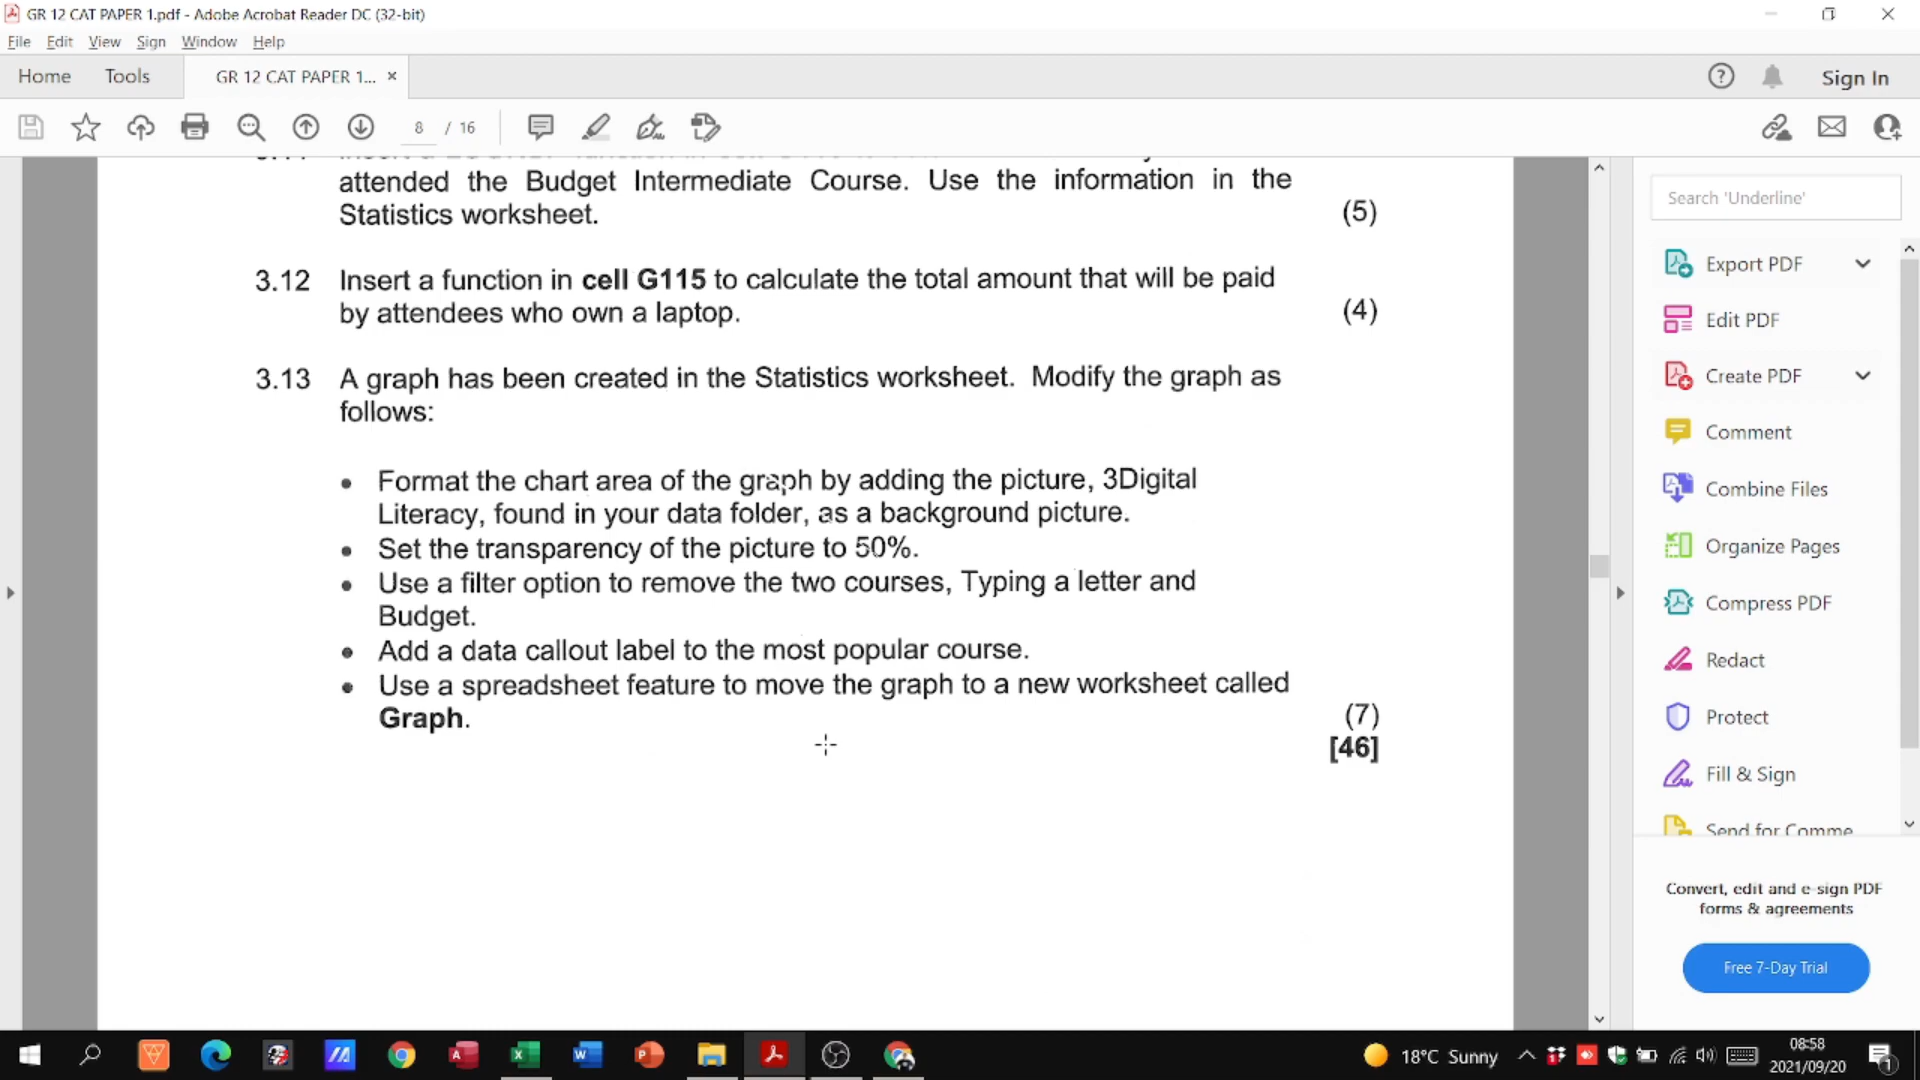 GR 12 CAT PAPER 1.pdf - Adobe Acrobat Reader DC (32-bit)
File Edit View Sign Window Help
Home Tools GR 12 CAT PAPER 1... ×
Sign In
8 / 16
attended the Budget Intermediate Course. Use the information in the
Statistics worksheet. (5)
3.12 Insert a function in cell G115 to calculate the total amount that will be paid
by attendees who own a laptop. (4)
3.13 A graph has been created in the Statistics worksheet. Modify the graph as
follows:
• Format the chart area of the graph by adding the picture, 3Digital
Literacy, found in your data folder, as a background picture.
• Set the transparency of the picture to 50%.
• Use a filter option to remove the two courses, Typing a letter and
Budget.
• Add a data callout label to the most popular course.
• Use a spreadsheet feature to move the graph to a new worksheet called
Graph. (7)
[46]
Search 'Underline'
Export PDF
Edit PDF
Create PDF
Comment
Combine Files
Organize Pages
Compress PDF
Redact
Protect
Fill & Sign
Send for Comme
Convert, edit and e-sign PDF
forms & agreements
Free 7-Day Trial
18°C Sunny
08:58
2021/09/20